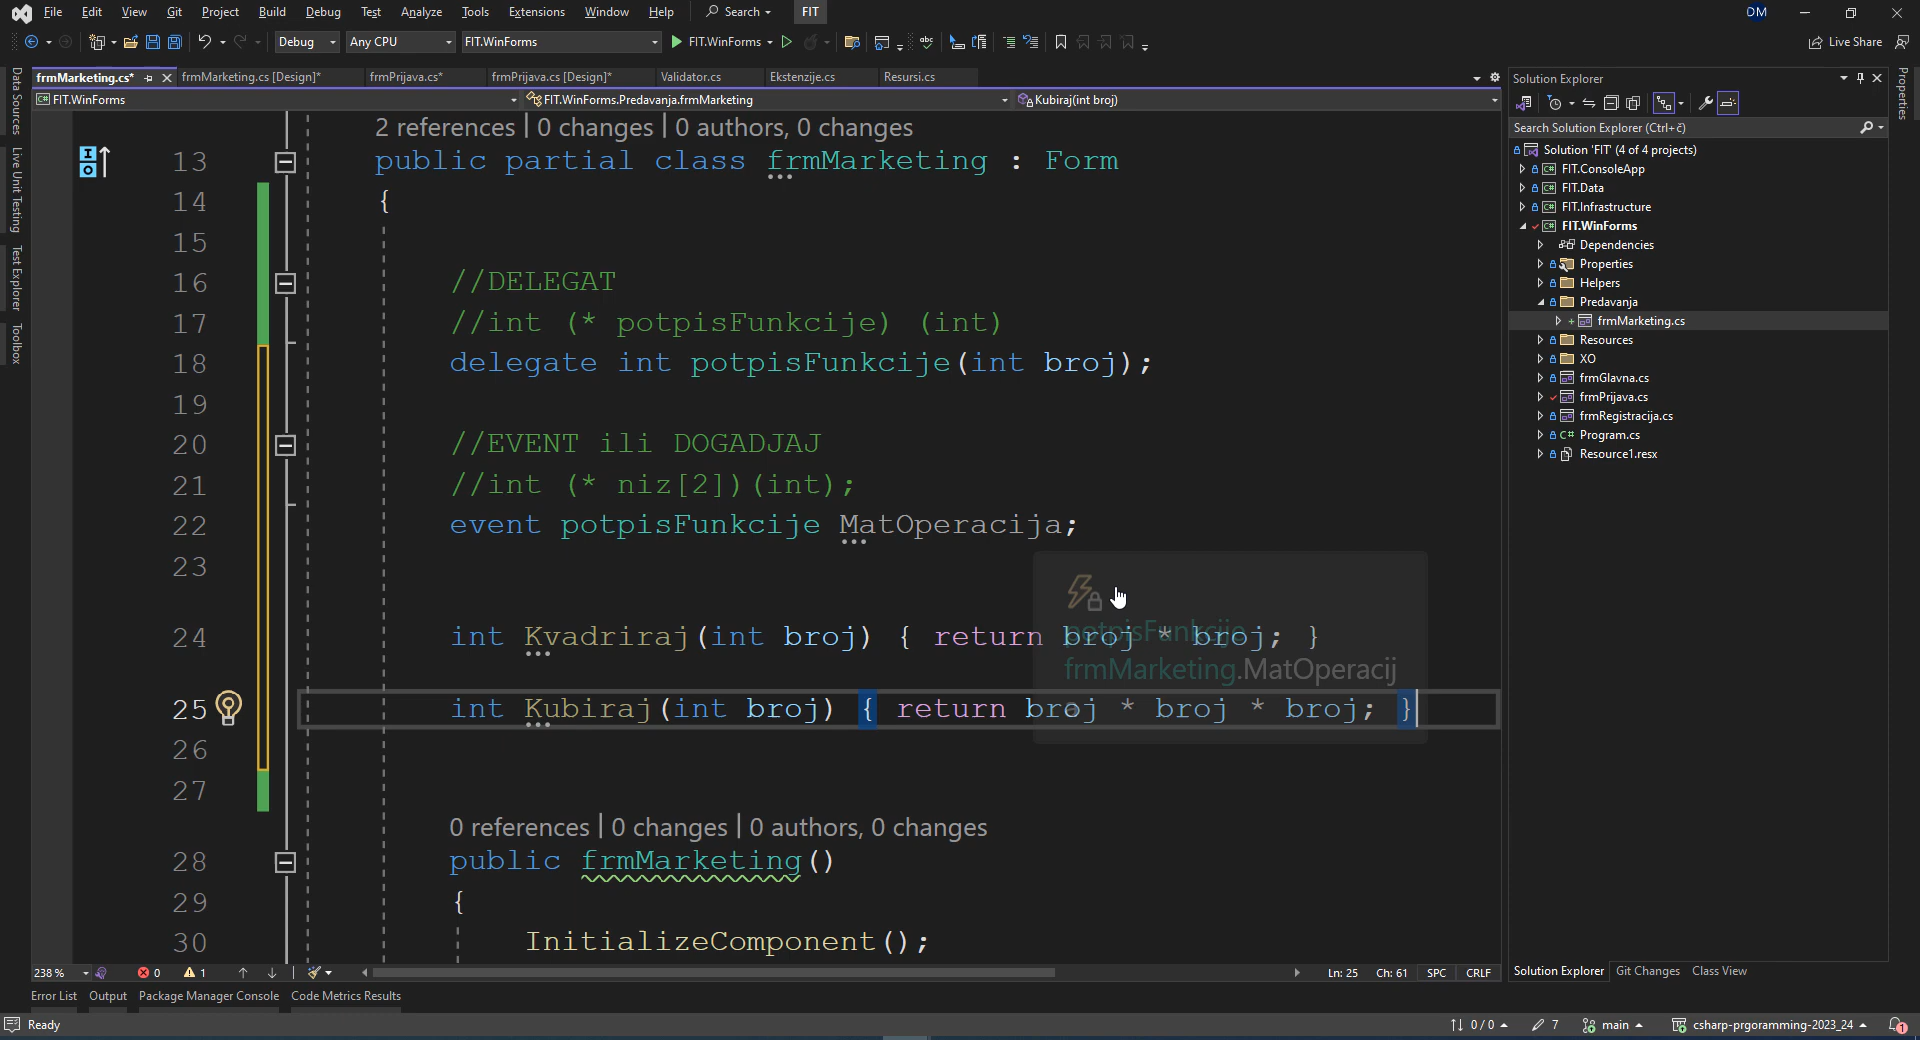 File Edit View Git Project Build Debug Test Analyze Tools Extensions Window Help Search FIT DM
Debug Any CPU FIT.WinForms FIT.WinForms Live Share
frmMarketing.cs* frmMarketing.cs [Design]* frmPrijava.cs* frmPrijava.cs [Design]* Validator.cs Ekstenzije.cs Resursi.cs
FIT.WinForms FIT.WinForms.Predavanja.frmMarketing Kubiraj(int broj)
Data Sources
Live Unit Testing
Test Explorer
Toolbox
2 references | 0 changes | 0 authors, 0 changes
13 public partial class frmMarketing : Form
14 {
15
16 //DELEGAT
17 //int (* potpisFunkcije) (int)
18 delegate int potpisFunkcije(int broj);
19
20 //EVENT ili DOGADJAJ
21 //int (* niz[2])(int);
22 event potpisFunkcije MatOperacija;
23
potpisFunkcije
frmMarketing.MatOperacij
a
24 int Kvadriraj(int broj) { return broj * broj; }
25 int Kubiraj(int broj) { return broj * broj * broj; }
26
27
0 references | 0 changes | 0 authors, 0 changes
28 public frmMarketing()
29 {
30 InitializeComponent();
238 % 0 1 Ln: 25 Ch: 61 SPC CRLF
Error List Output Package Manager Console Code Metrics Results
Solution Explorer
Search Solution Explorer (Ctrl+č)
Solution 'FIT' (4 of 4 projects)
FIT.ConsoleApp
FIT.Data
FIT.Infrastructure
FIT.WinForms
Dependencies
Properties
Helpers
Predavanja
frmMarketing.cs
Resources
XO
frmGlavna.cs
frmPrijava.cs
frmRegistracija.cs
Program.cs
Resource1.resx
Solution Explorer Git Changes Class View
Properties
Ready 0 / 0 7 main csharp-prgoramming-2023_24 1